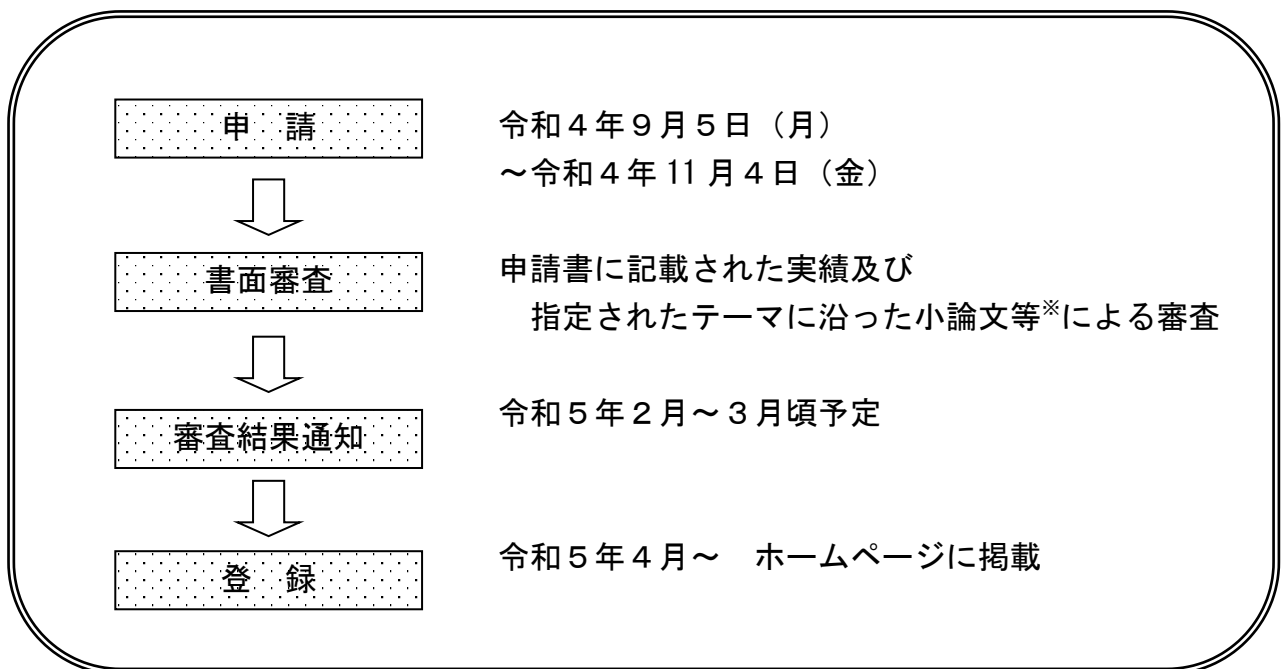 申　請
令和４年９月５日（月）
～令和４年 11 月４日（金）
書面審査
申請書に記載された実績及び
指定されたテーマに沿った小論文等※による審査
審査結果通知
令和５年２月～３月頃予定
登　録
令和５年４月～　ホームページに掲載